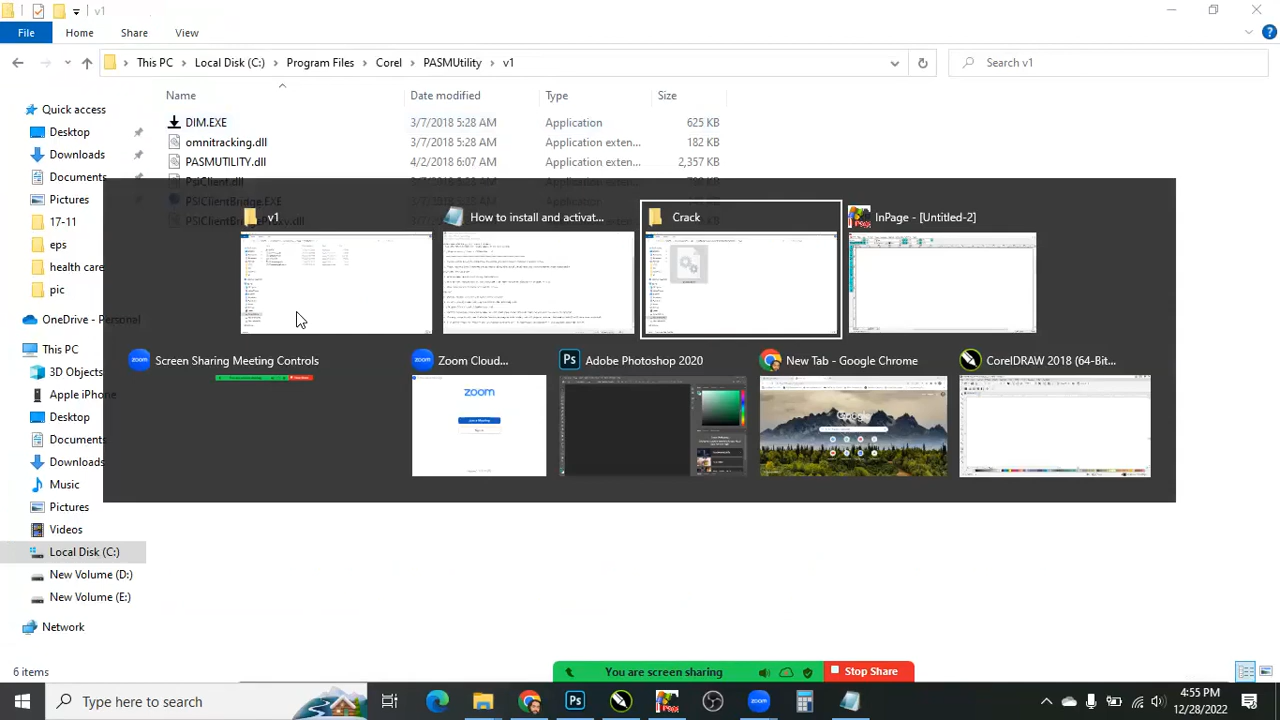 v1
File
Home
Share
View
This PC
Local Disk (C:)
Program Files
Corel
PASMUtility
v1
Search v1
Name
Date modified
Type
Size
Quick access
Desktop
Downloads
Documents
Pictures
17-11
eps
pic
OneDrive - Personal
This PC
3D Objects
Desktop
Documents
Downloads
Music
Pictures
Videos
Local Disk (C:)
New Volume (D:)
New Volume (E:)
Network
DIM.EXE 3/7/2018 5:28 AM Application 625 KB
omnitracking.dll 3/7/2018 5:28 AM Application exten... 182 KB
PASMUTILITY.dll 4/2/2018 6:07 AM Application exten... 2,357 KB
v1
How to install and activat...
Crack
InPage - [Untitled-2]
Screen Sharing Meeting Controls
Zoom Cloud...
Adobe Photoshop 2020
New Tab - Google Chrome
CorelDRAW 2018 (64-Bit...
zoom
6 items
You are screen sharing
Stop Share
Type here to search
4:55 PM
12/28/2022